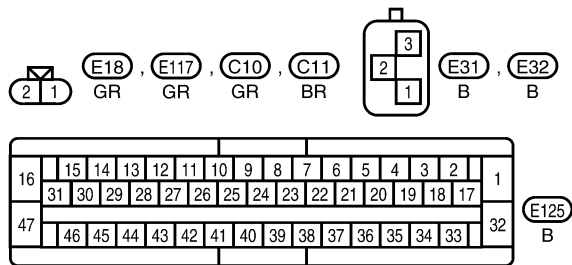 2 1 E18 , E117 , C10 , C11 3 2 1 E31 , E32
GR GR GR BR B B
16 15 14 13 12 11 10 9 8 7 6 5 4 3 2 1
31 30 29 28 27 26 25 24 23 22 21 20 19 18 17
47 46 45 44 43 42 41 40 39 38 37 36 35 34 33 32 E125
B